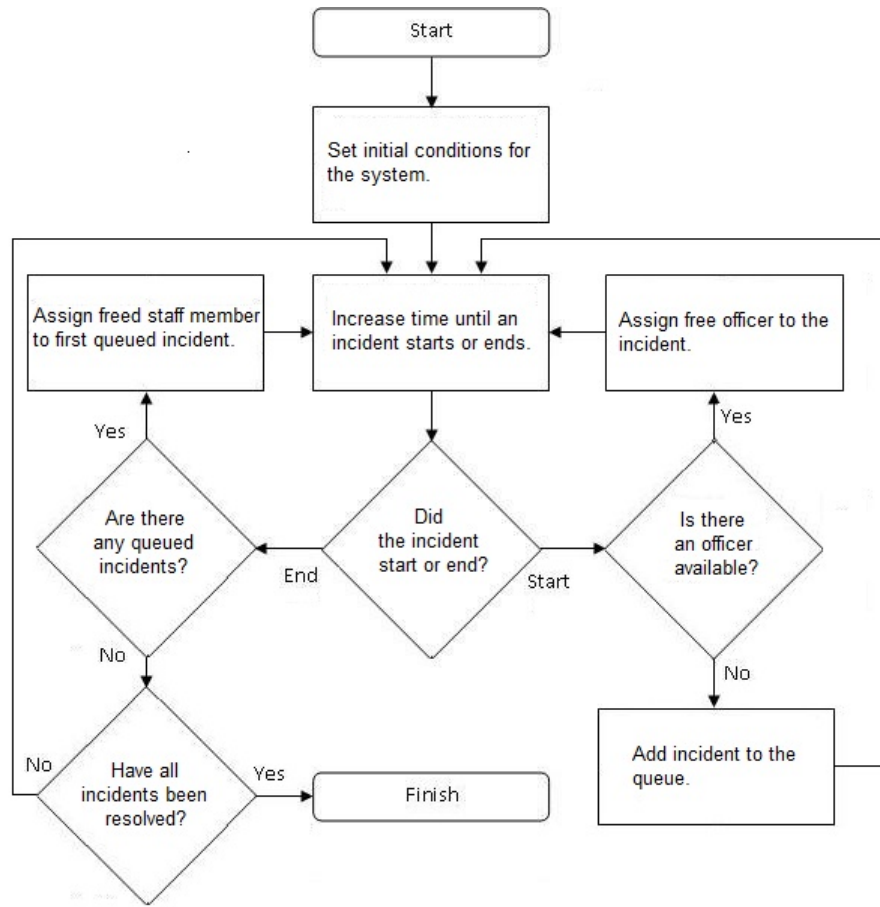 Start
Set initial conditions for
the system.
Assign freed staff member
to first queued incident.
Increase time until an
incident starts or ends.
Assign free officer to the
incident.
Yes
Yes
Are there
any queued
incidents?
Did
the incident
start or end?
Is there
an officer
available?
End
Start
No
No
No
Have all
incidents been
resolved?
Yes
Finish
Add incident to the
queue.